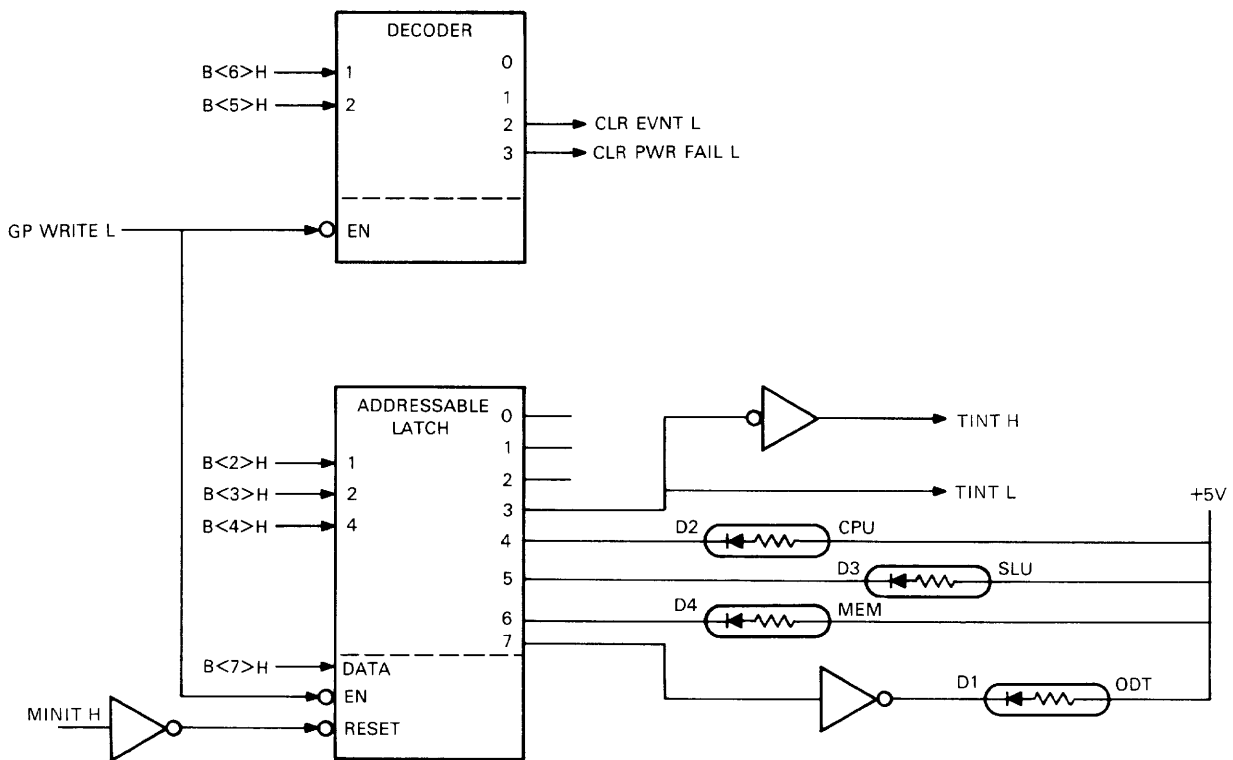 DECODER
B<6>H
1
B<5>H
2
0
1
2
CLR EVNT L
3
CLR PWR FAIL L
GP WRITE L
EN
ADDRESSABLE
LATCH
0
1
2
3
4
5
6
7
B<2>H
1
B<3>H
2
B<4>H
4
B<7>H
DATA
EN
MINIT H
RESET
TINT H
TINT L
+5V
D2
CPU
D3
SLU
D4
MEM
D1
ODT